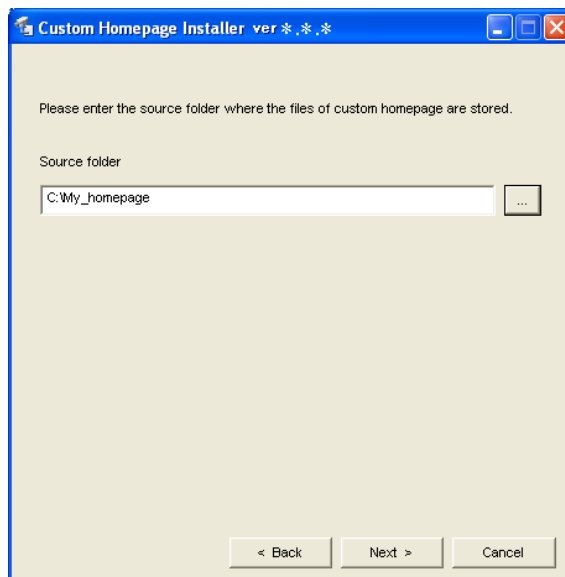 Custom Homepage Installer ver *.*.*
Please enter the source folder where the files of custom homepage are stored.
Source folder
C:\My_homepage
...
< Back
Next >
Cancel